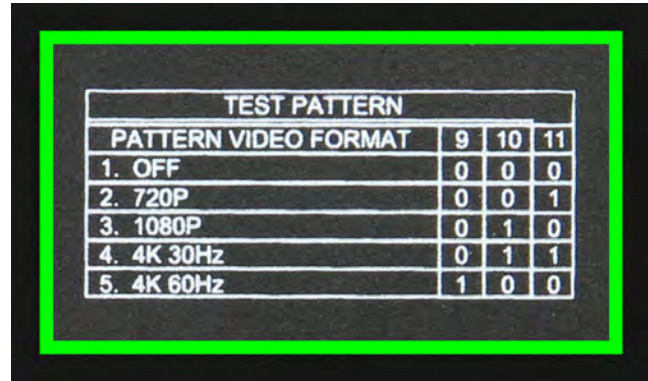 TEST PATTERN
PATTERN VIDEO FORMAT 9 10 11
1. OFF 0 0 0
2. 720P 0 0 1
3. 1080P 0 1 0
4. 4K 30Hz 0 1 1
5. 4K 60Hz 1 0 0